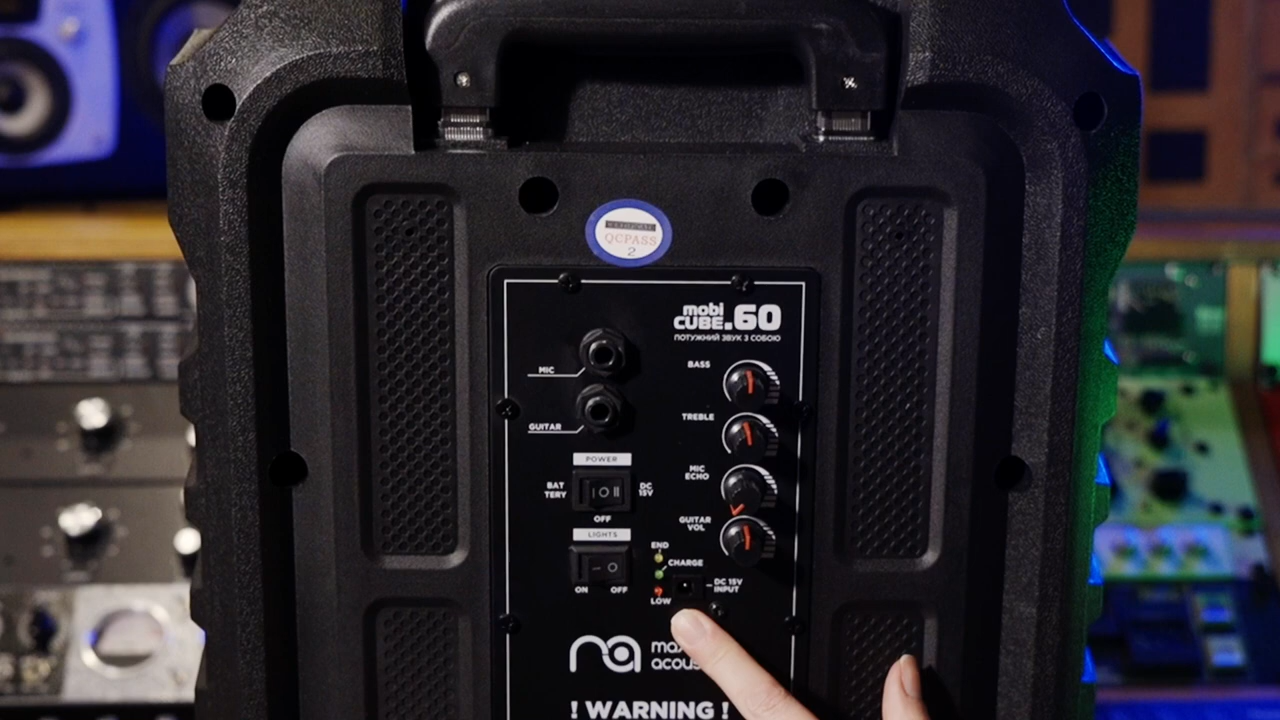 QCPASS
2
mobi
CUBE.60
ПОТУЖНИЙ ЗВУК З СОБОЮ
MIC
GUITAR
BASS
TREBLE
MIC
ECHO
GUITAR
VOL
POWER
BAT
TERY
I O II
DC
15V
OFF
LIGHTS
ON
OFF
END
CHARGE
LOW
DC 15V
INPUT
! WARNING !